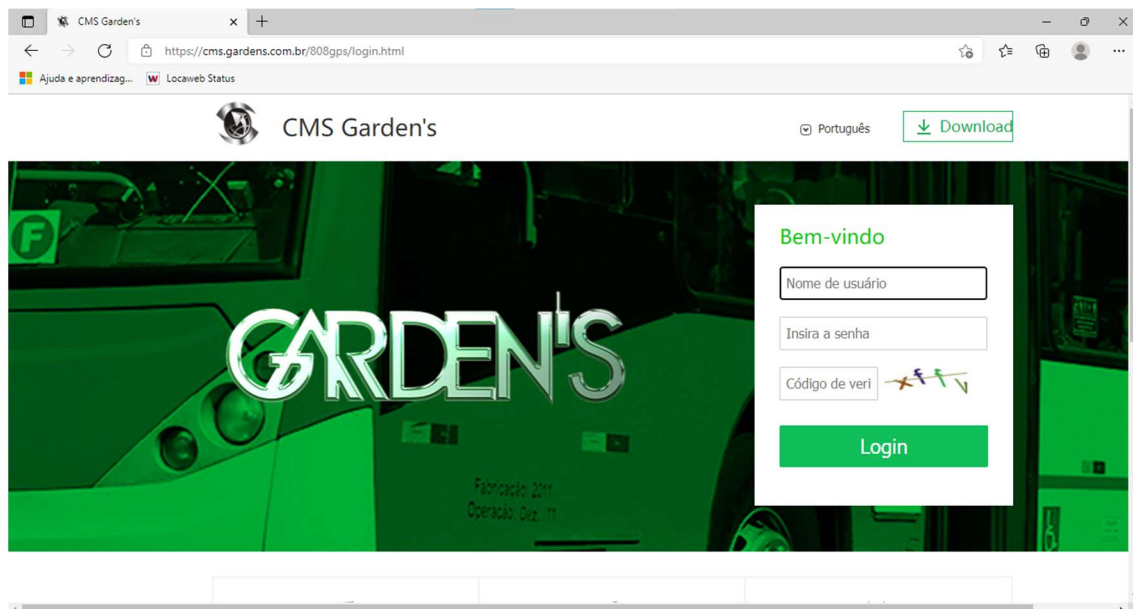 CMS Garden's
https://cms.gardens.com.br/808gps/login.html
Ajuda e aprendizag... W Locaweb Status
CMS Garden's
Português
Download
F
GARDEN'S
Fabricação: 2011
Operação: Dez. /11
Bem-vindo
Nome de usuário
Insira a senha
Código de veri
xffv
Login